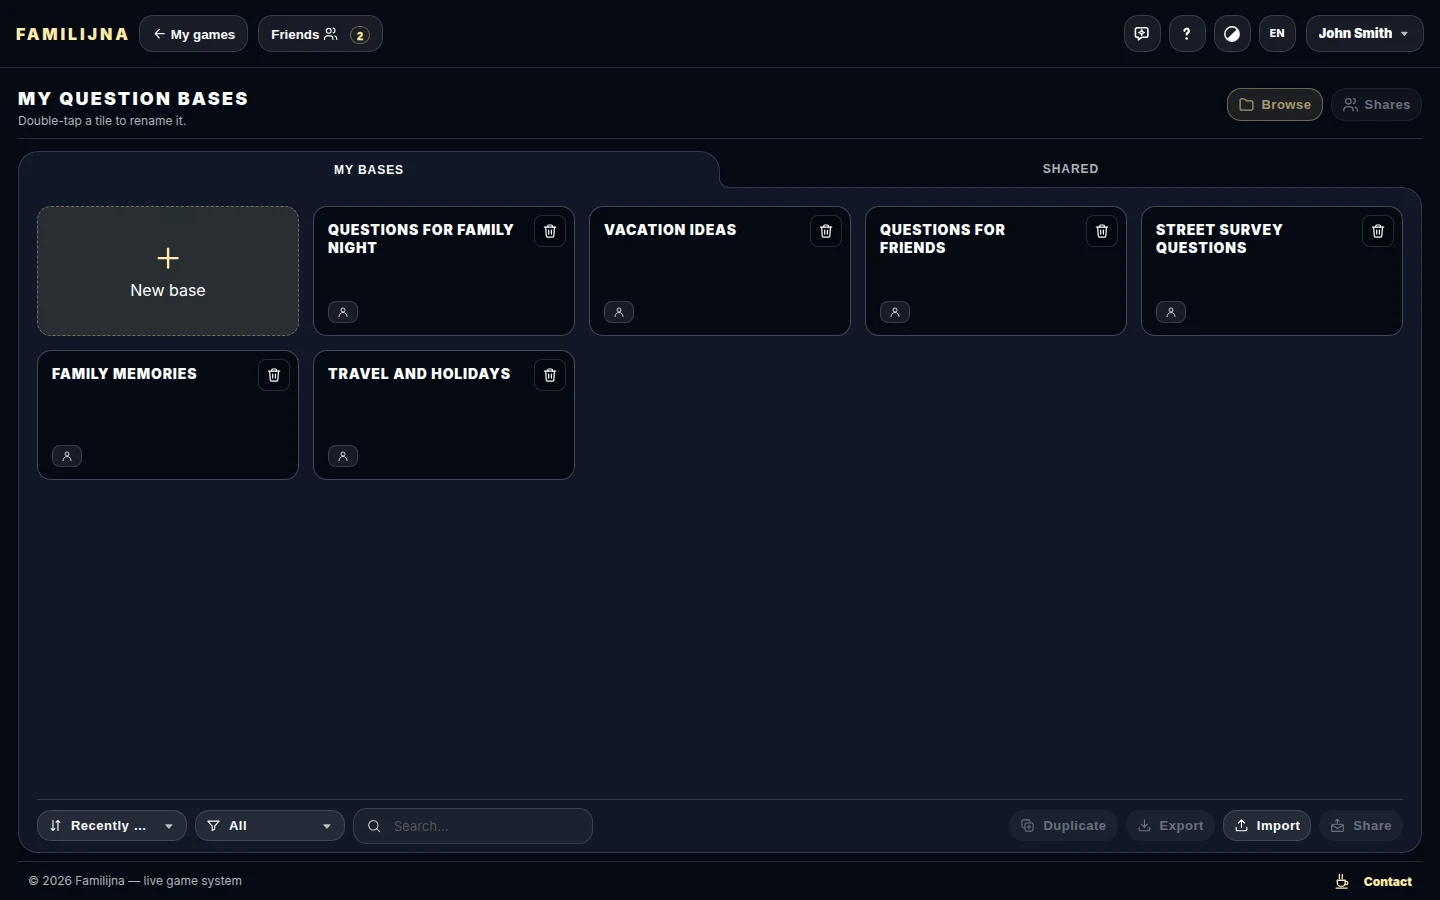 FAMILIJNA
My games
Friends 2
?
EN
John Smith
MY QUESTION BASES
Double-tap a tile to rename it.
Browse
Shares
MY BASES
SHARED
New base
QUESTIONS FOR FAMILY
NIGHT
VACATION IDEAS
QUESTIONS FOR
FRIENDS
STREET SURVEY
QUESTIONS
FAMILY MEMORIES
TRAVEL AND HOLIDAYS
Recently ...
All
Search...
Duplicate
Export
Import
Share
© 2026 Familijna — live game system
Contact